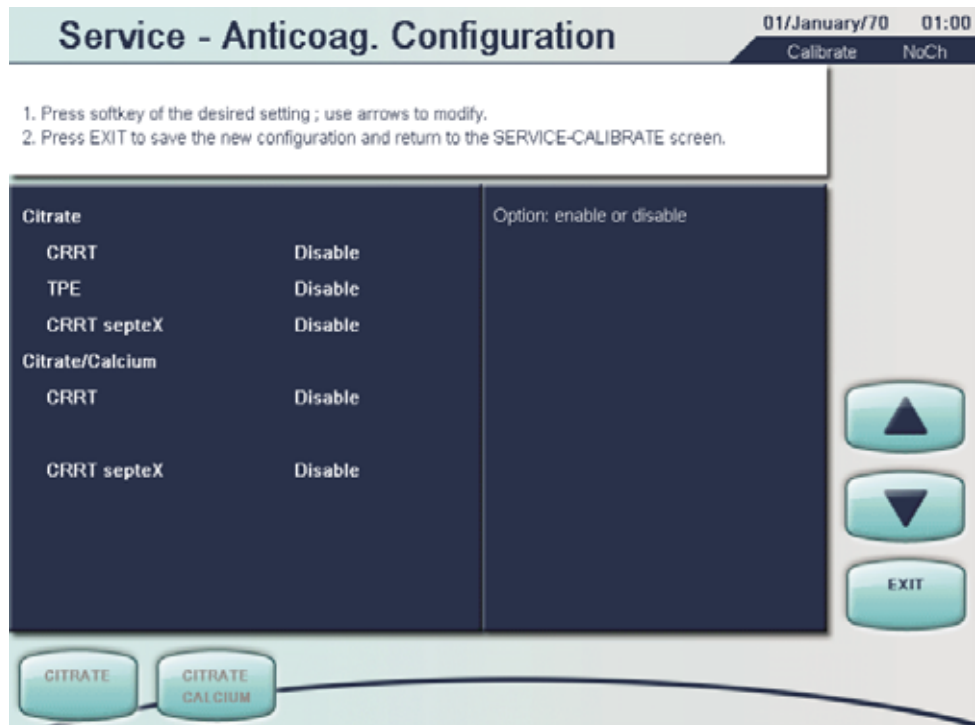 Service - Anticoag. Configuration
01/January/70 01:00
Calibrate NoCh
1. Press softkey of the desired setting ; use arrows to modify.
2. Press EXIT to save the new configuration and return to the SERVICE-CALIBRATE screen.
Citrate
CRRT Disable
TPE Disable
CRRT septeX Disable
Citrate/Calcium
CRRT Disable
CRRT septeX Disable
Option: enable or disable
EXIT
CITRATE
CITRATE
CALCIUM